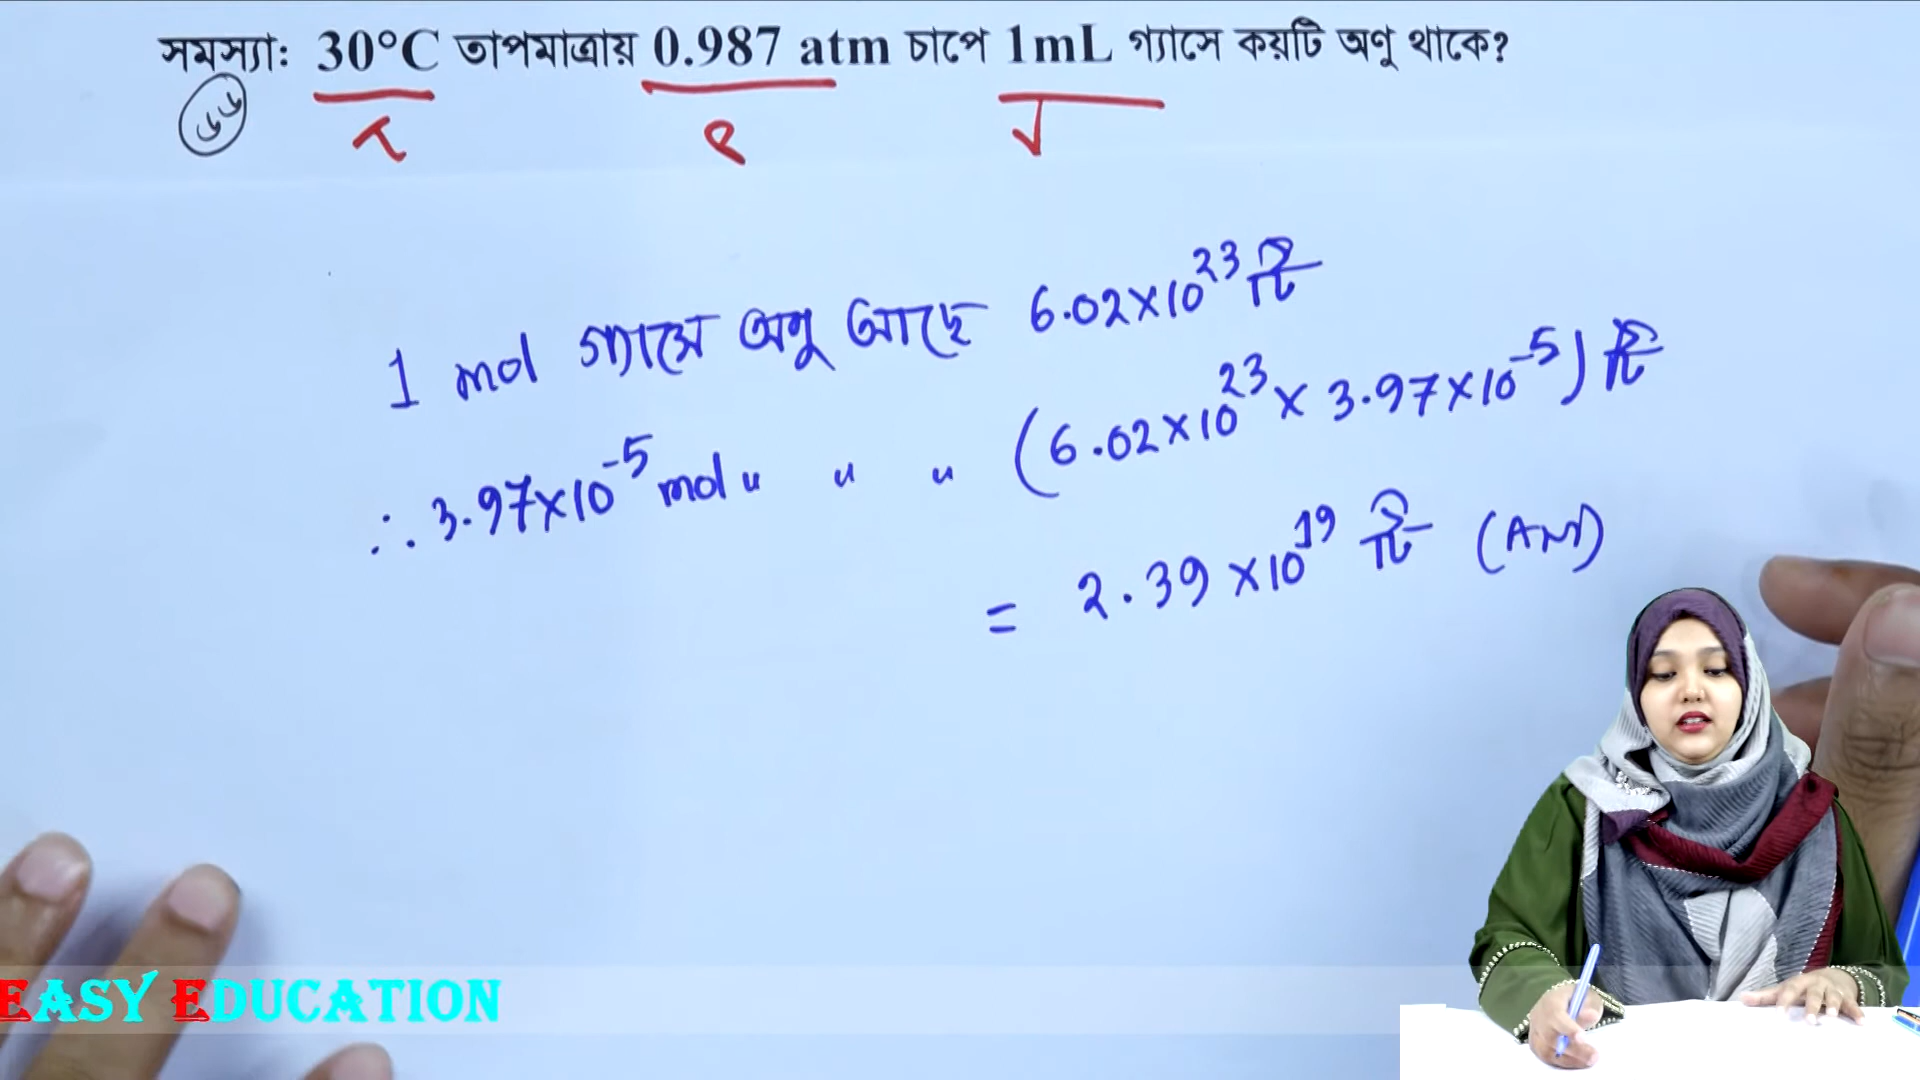 সমস্যাঃ 30°C তাপমাত্রায় 0.987 atm চাপে 1mL গ্যাসে কয়টি অণু থাকে?
৬৬ T P V
1 mol গ্যাসে অনু আছে 6.02×10²³ টি
∴ 3.97×10⁻⁵ mol " " " (6.02×10²³ × 3.97×10⁻⁵) টি
= 2.39×10¹⁹ টি (Ans)
EASY EDUCATION